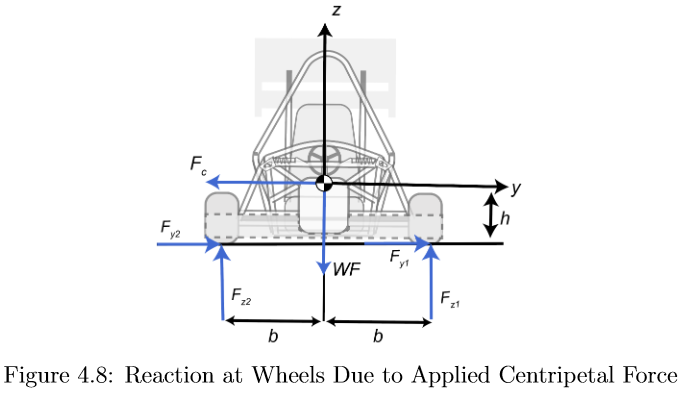 z
F_c
y
h
F_y2
F_y1
WF
F_z2
F_z1
b
b
Figure 4.8: Reaction at Wheels Due to Applied Centripetal Force